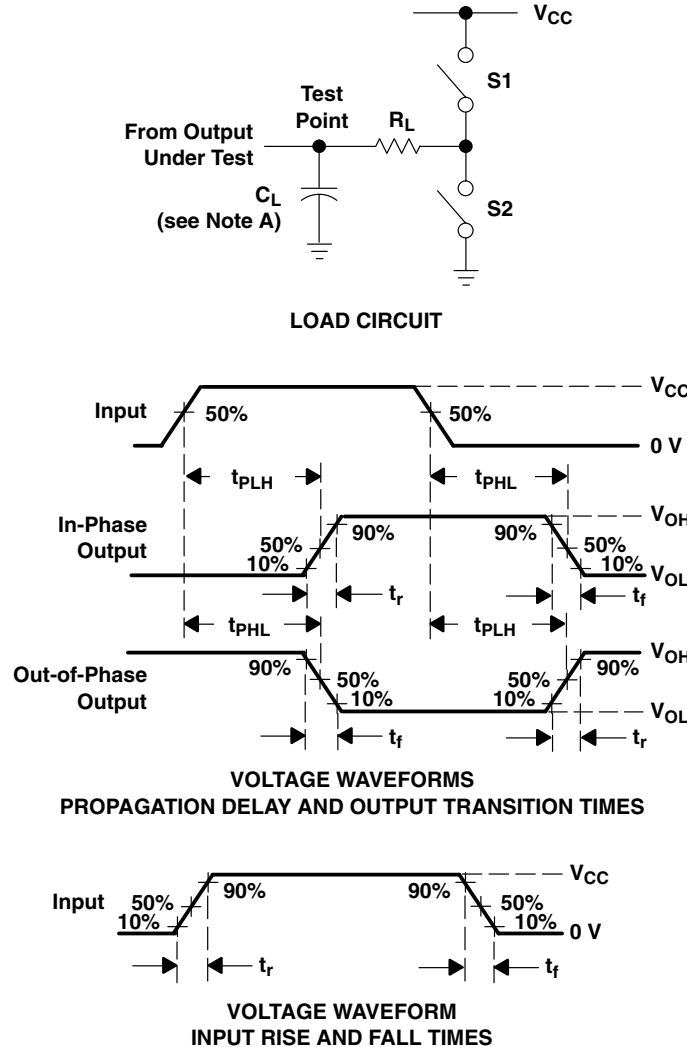 VCC
S1
Test
Point
RL
From Output
Under Test
CL
(see Note A)
S2
LOAD CIRCUIT
VCC
Input
50%
50%
0 V
tPLH
tPHL
VOH
In-Phase
Output
90%
90%
50%
50%
10%
10%
VOL
tr
tf
tPHL
tPLH
VOH
Out-of-Phase
Output
90%
90%
50%
50%
10%
10%
VOL
tf
tr
VOLTAGE WAVEFORMS
PROPAGATION DELAY AND OUTPUT TRANSITION TIMES
VCC
Input
50%
90%
90%
50%
10%
10%
0 V
tr
tf
VOLTAGE WAVEFORM
INPUT RISE AND FALL TIMES